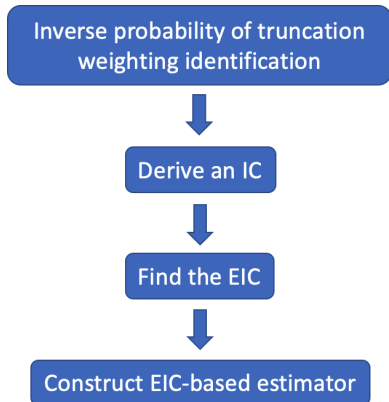 Inverse probability of truncation
weighting identification
Derive an IC
Find the EIC
Construct EIC-based estimator